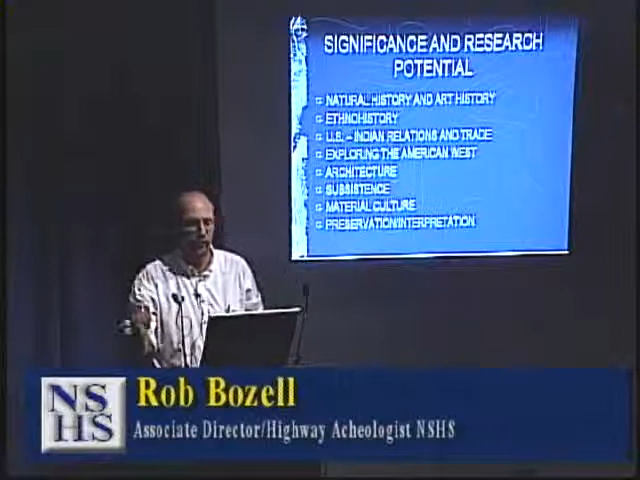 SIGNIFICANCE AND RESEARCH
POTENTIAL
NATURAL HISTORY AND ART HISTORY
ETHNOHISTORY
U.S. – INDIAN RELATIONS AND TRADE
EXPLORING THE AMERICAN WEST
ARCHITECTURE
SUBSISTENCE
MATERIAL CULTURE
PRESERVATION/INTERPRETATION
NS
HS
Rob Bozell
Associate Director/Highway Acheologist NSHS